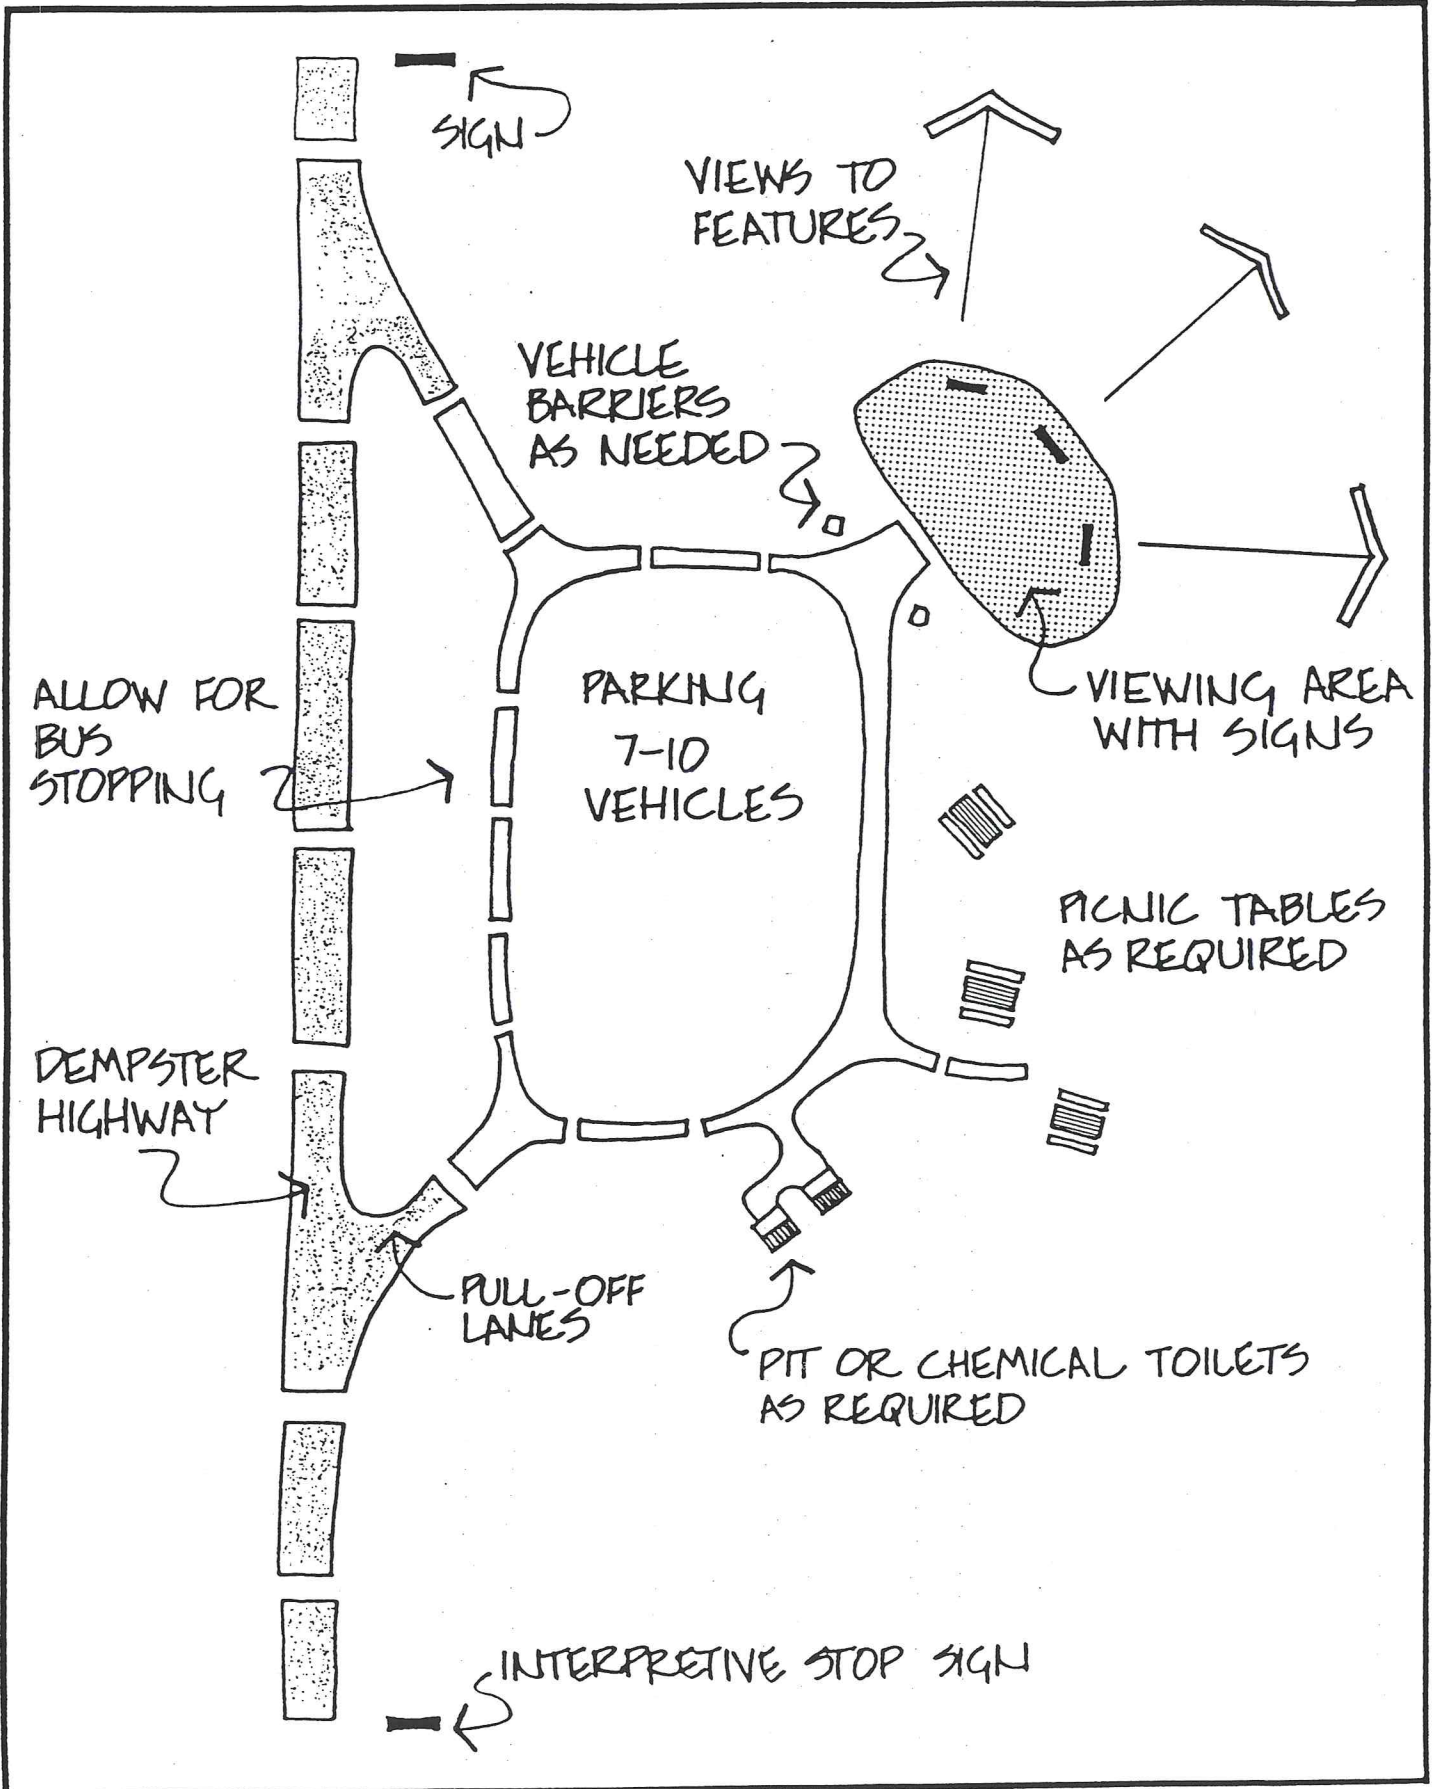 SIGN
VIEWS TO
FEATURES
VEHICLE
BARRIERS
AS NEEDED
ALLOW FOR
BUS
STOPPING
PARKING
7-10
VEHICLES
VIEWING AREA
WITH SIGNS
PICNIC TABLES
AS REQUIRED
DEMPSTER
HIGHWAY
PULL-OFF
LANES
PIT OR CHEMICAL TOILETS
AS REQUIRED
INTERPRETIVE STOP SIGN